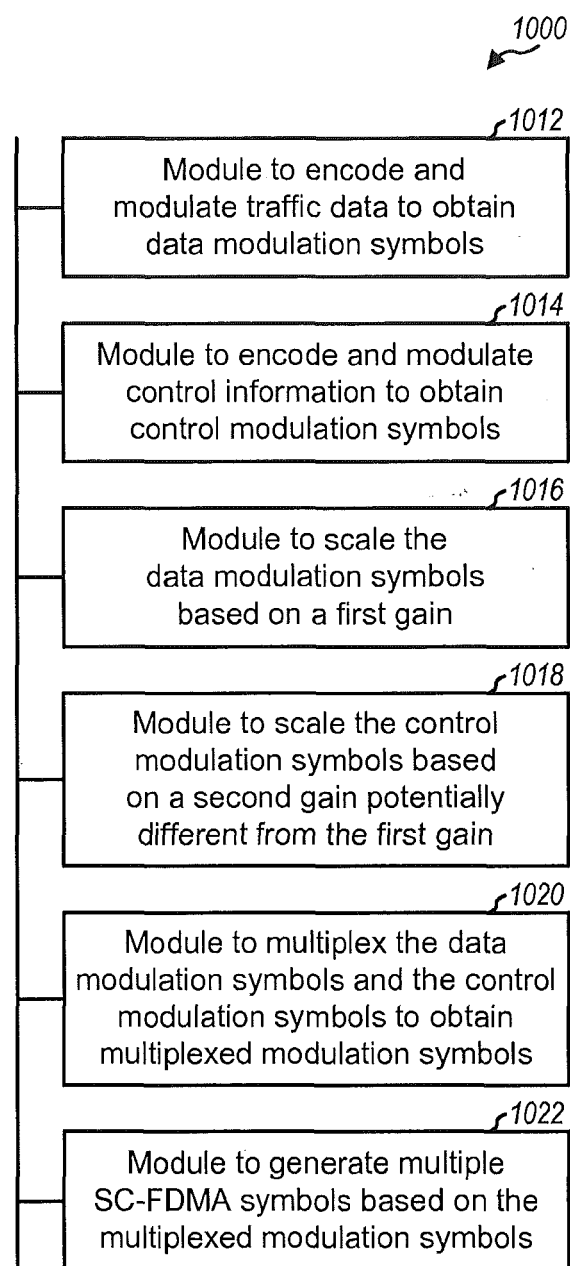 1000
1012
Module to encode and
modulate traffic data to obtain
data modulation symbols
1014
Module to encode and modulate
control information to obtain
control modulation symbols
1016
Module to scale the
data modulation symbols
based on a first gain
1018
Module to scale the control
modulation symbols based
on a second gain potentially
different from the first gain
1020
Module to multiplex the data
modulation symbols and the control
modulation symbols to obtain
multiplexed modulation symbols
1022
Module to generate multiple
SC-FDMA symbols based on the
multiplexed modulation symbols